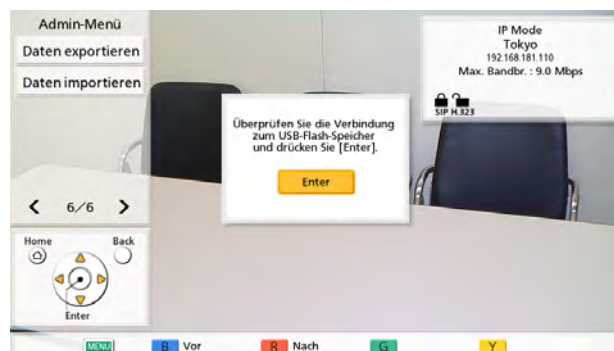 Admin-Menü
Daten exportieren
Daten importieren
6/6
Home
Back
Enter
IP Mode
Tokyo
192.168.181.110
Max. Bandbr. : 9.0 Mbps
SIP H.323
Überprüfen Sie die Verbindung
zum USB-Flash-Speicher
und drücken Sie [Enter].
Enter
MENU B Vor R Nach G Y